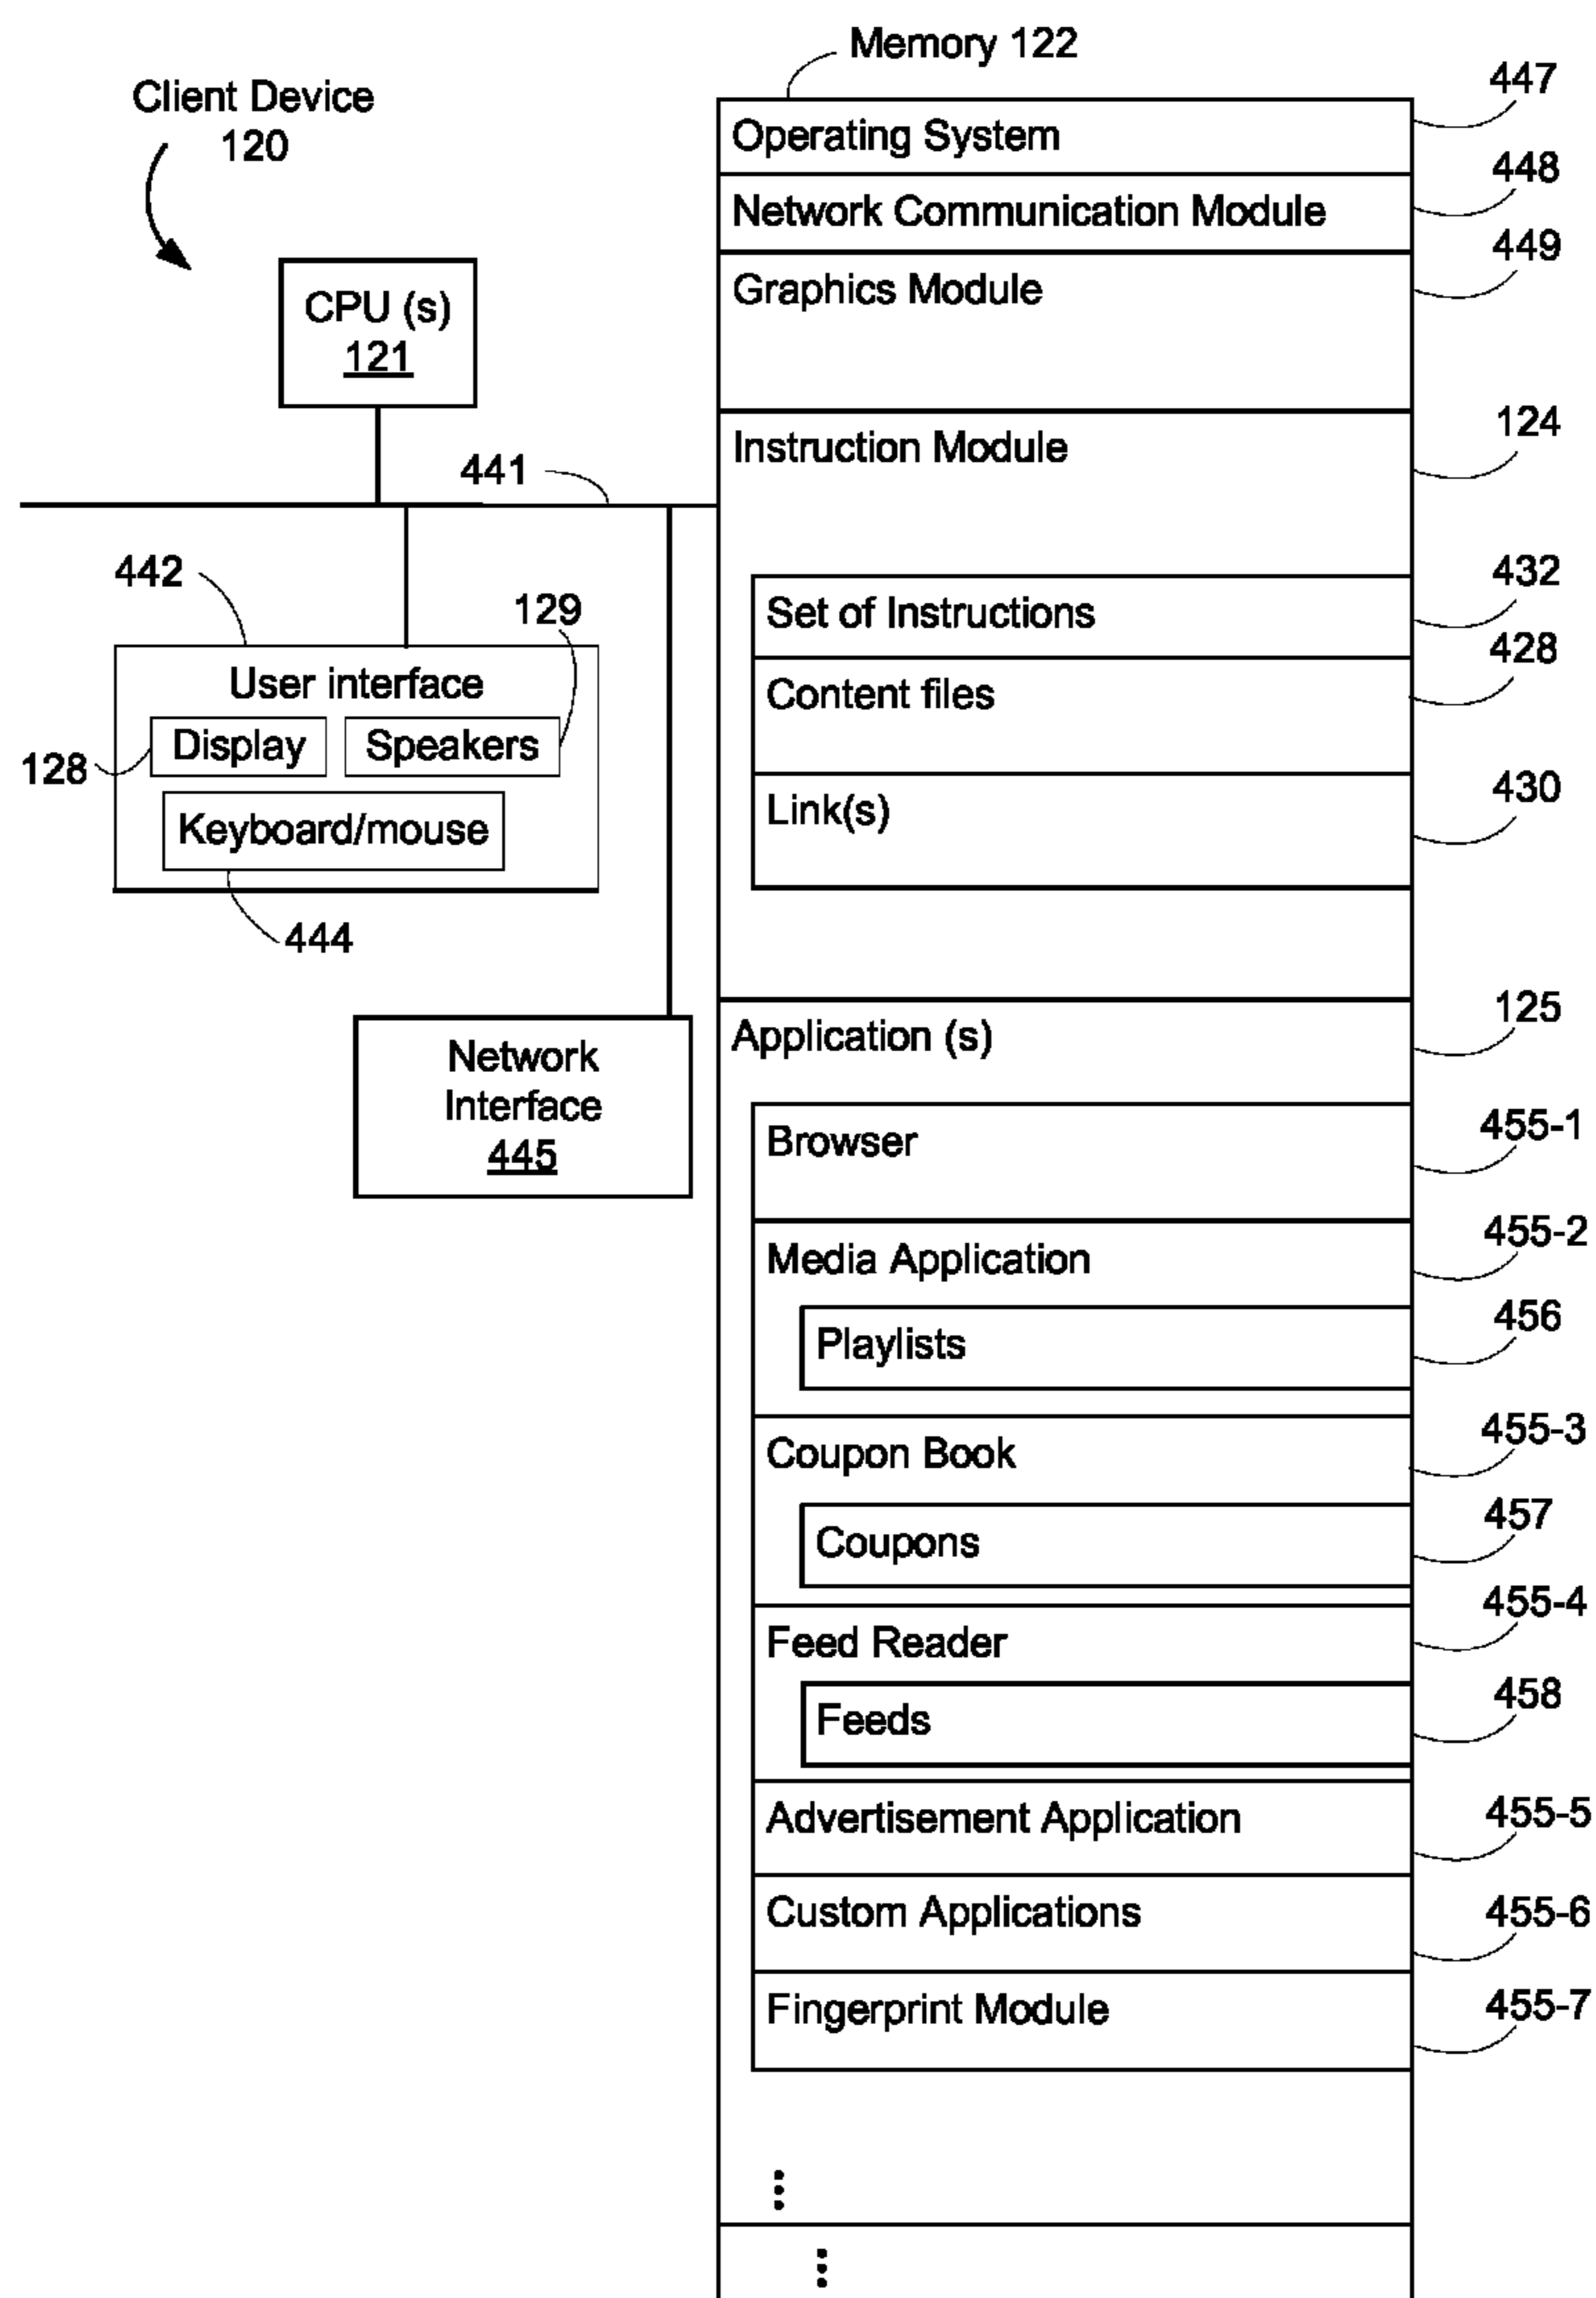 Memory 122
Client Device
120
447
Operating System
448
Network Communication Module
449
Graphics Module
CPU (s)
121
124
Instruction Module
441
432
Set of Instructions
442
129
428
User interface
Content files
Display
Speakers
128
430
Link(s)
Keyboard/mouse
444
125
Application (s)
Network
Interface
445
455-1
Browser
455-2
Media Application
456
Playlists
455-3
Coupon Book
457
Coupons
455-4
Feed Reader
458
Feeds
455-5
Advertisement Application
455-6
Custom Applications
455-7
Fingerprint Module
...
...